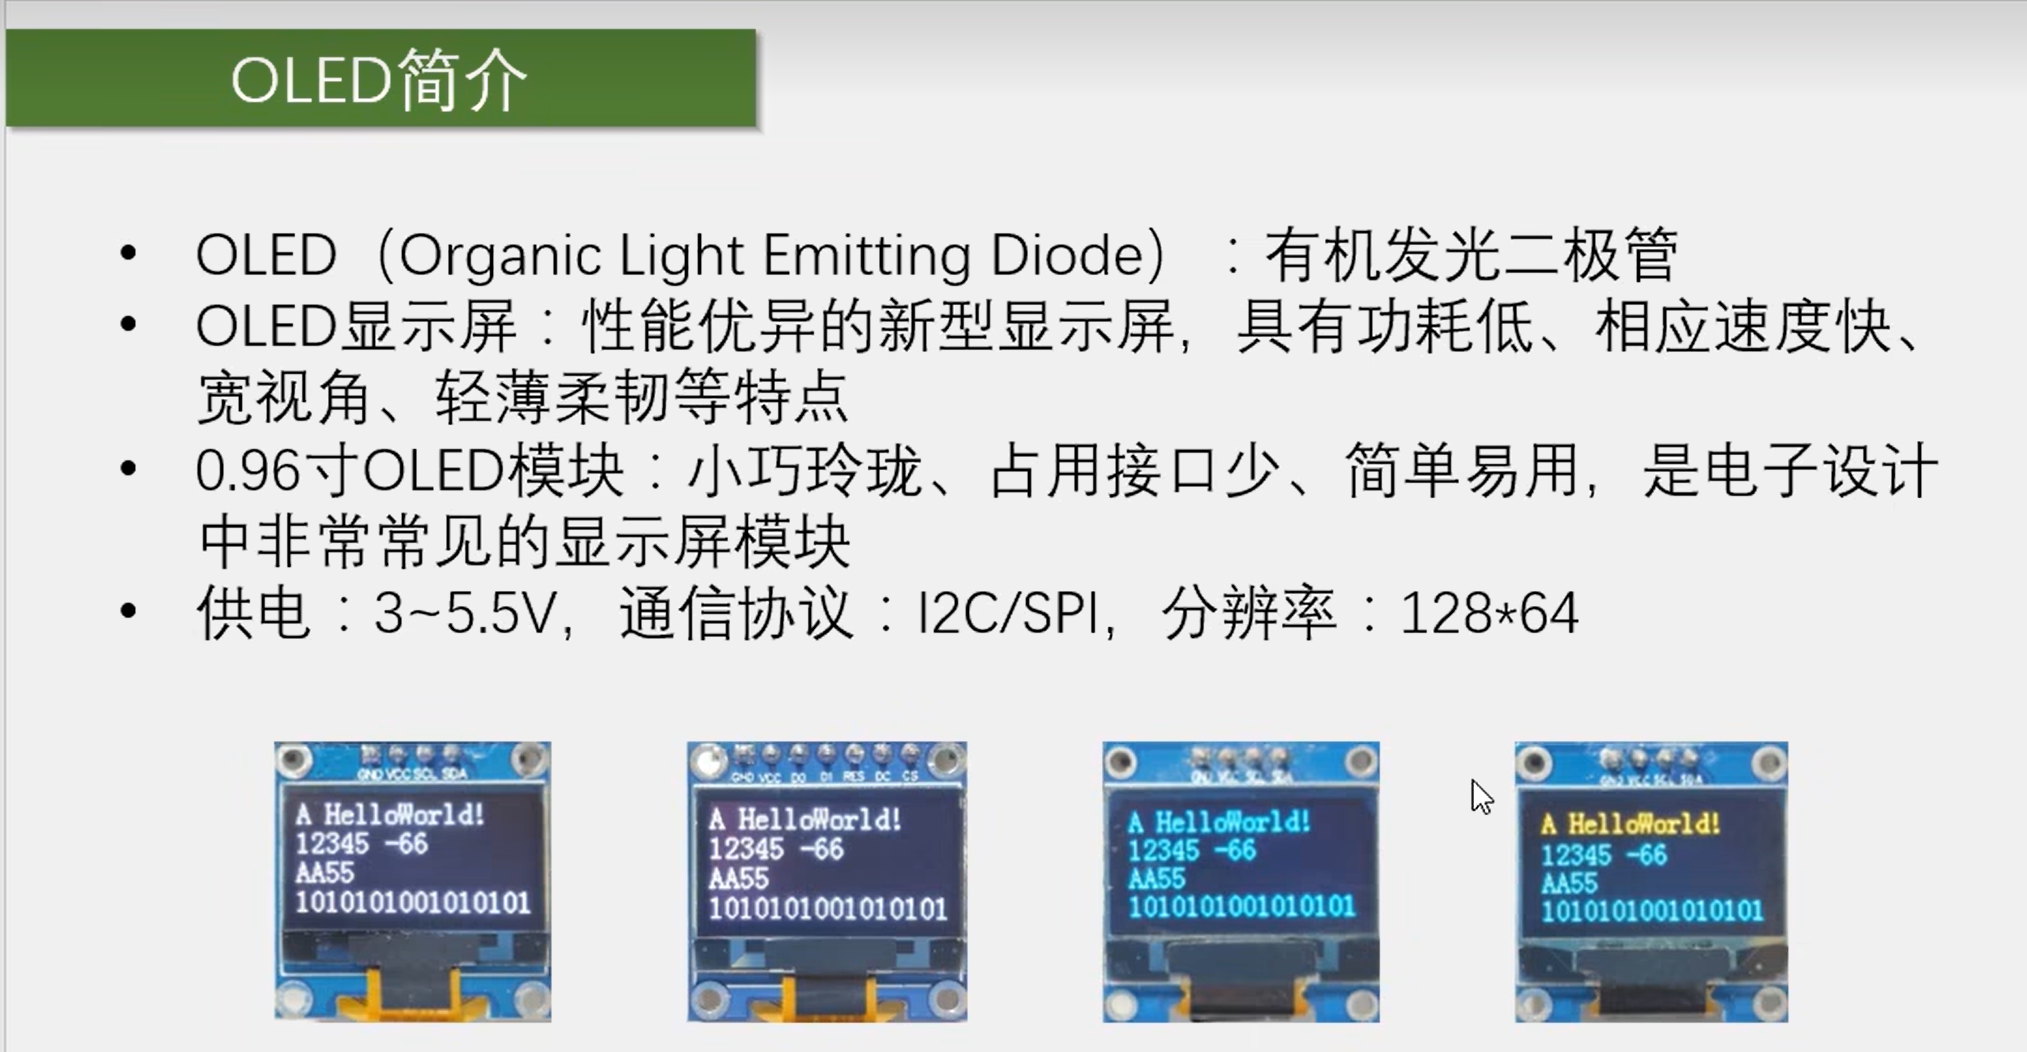 OLED简介
• OLED（Organic Light Emitting Diode）：有机发光二极管
• OLED显示屏：性能优异的新型显示屏，具有功耗低、相应速度快、
宽视角、轻薄柔韧等特点
• 0.96寸OLED模块：小巧玲珑、占用接口少、简单易用，是电子设计
中非常常见的显示屏模块
• 供电：3~5.5V，通信协议：I2C/SPI，分辨率：128*64
GND VCC SCL SDA
A HelloWorld!
12345 -66
AA55
1010101001010101
GND VCC D0 D1 RES DC CS
A HelloWorld!
12345 -66
AA55
1010101001010101
GND VCC SCL SDA
A HelloWorld!
12345 -66
AA55
1010101001010101
GND VCC SCL SDA
A HelloWorld!
12345 -66
AA55
1010101001010101